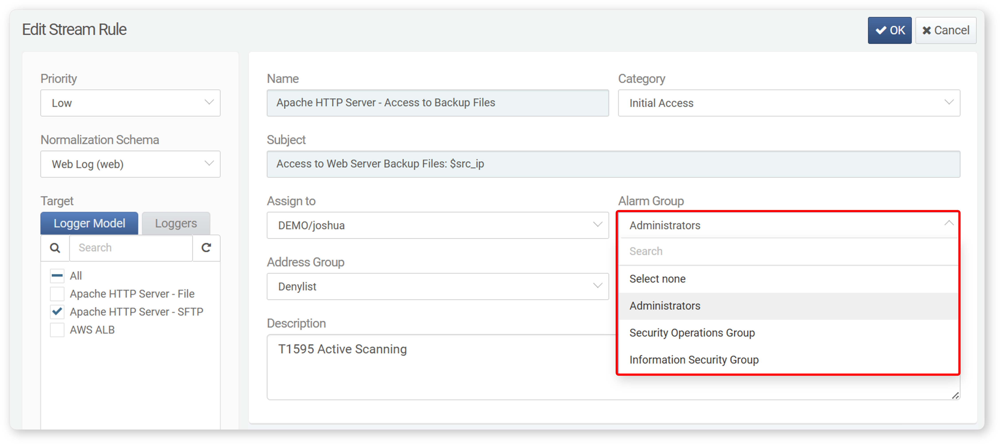 Edit Stream Rule
OK
Cancel
Priority
Low
Normalization Schema
Web Log (web)
Target
Logger Model
Loggers
Search
All
Apache HTTP Server - File
Apache HTTP Server - SFTP
AWS ALB
Name
Apache HTTP Server - Access to Backup Files
Category
Initial Access
Subject
Access to Web Server Backup Files: $src_ip
Assign to
DEMO/joshua
Alarm Group
Administrators
Search
Select none
Administrators
Security Operations Group
Information Security Group
Address Group
Denylist
Description
T1595 Active Scanning